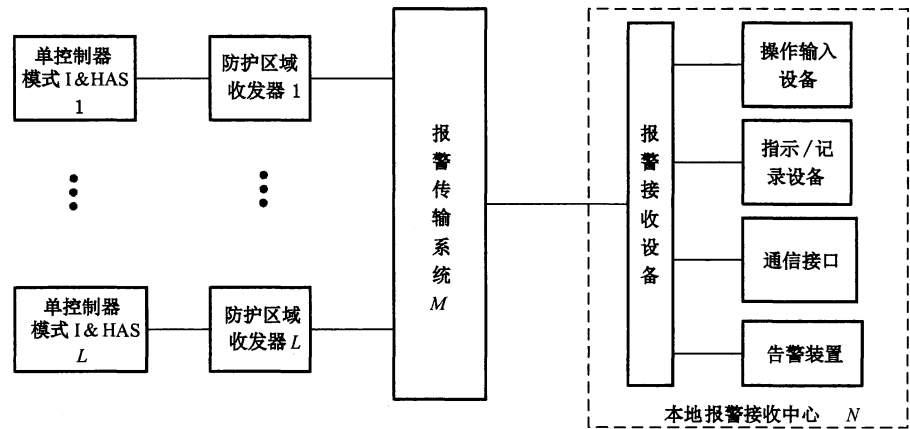 单控制器
模式 I&HAS
1
防护区域
收发器 1
单控制器
模式 I&HAS
L
防护区域
收发器 L
报
警
传
输
系
统
M
报
警
接
收
设
备
操作输入
设备
指示/记
录设备
通信接口
告警装置
本地报警接收中心 N